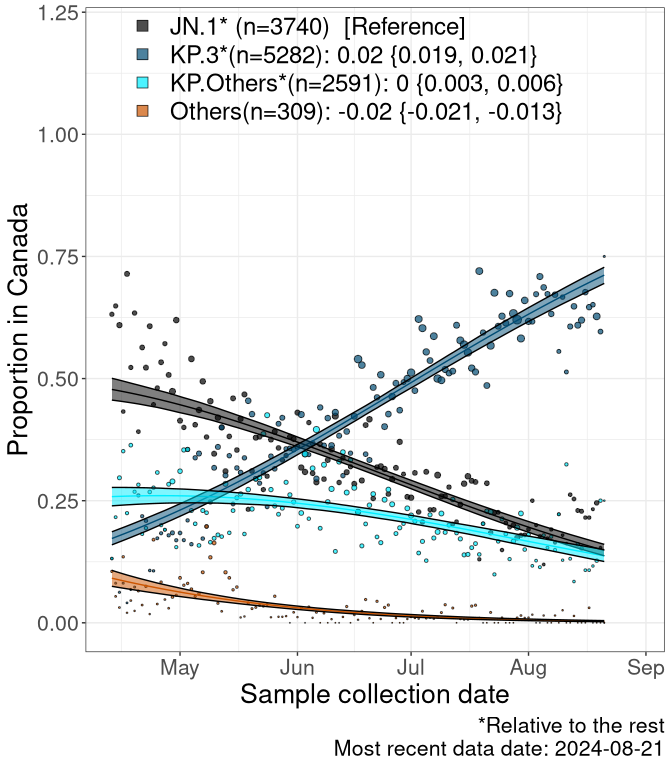 JN.1* (n=3740)  [Reference]
KP.3*(n=5282): 0.02 {0.019, 0.021}
KP.Others*(n=2591): 0 {0.003, 0.006}
Others(n=309): -0.02 {-0.021, -0.013}
1.25
1.00
0.75
0.50
0.25
0.00
Proportion in Canada
May Jun Jul Aug Sep
Sample collection date
*Relative to the rest
Most recent data date: 2024-08-21